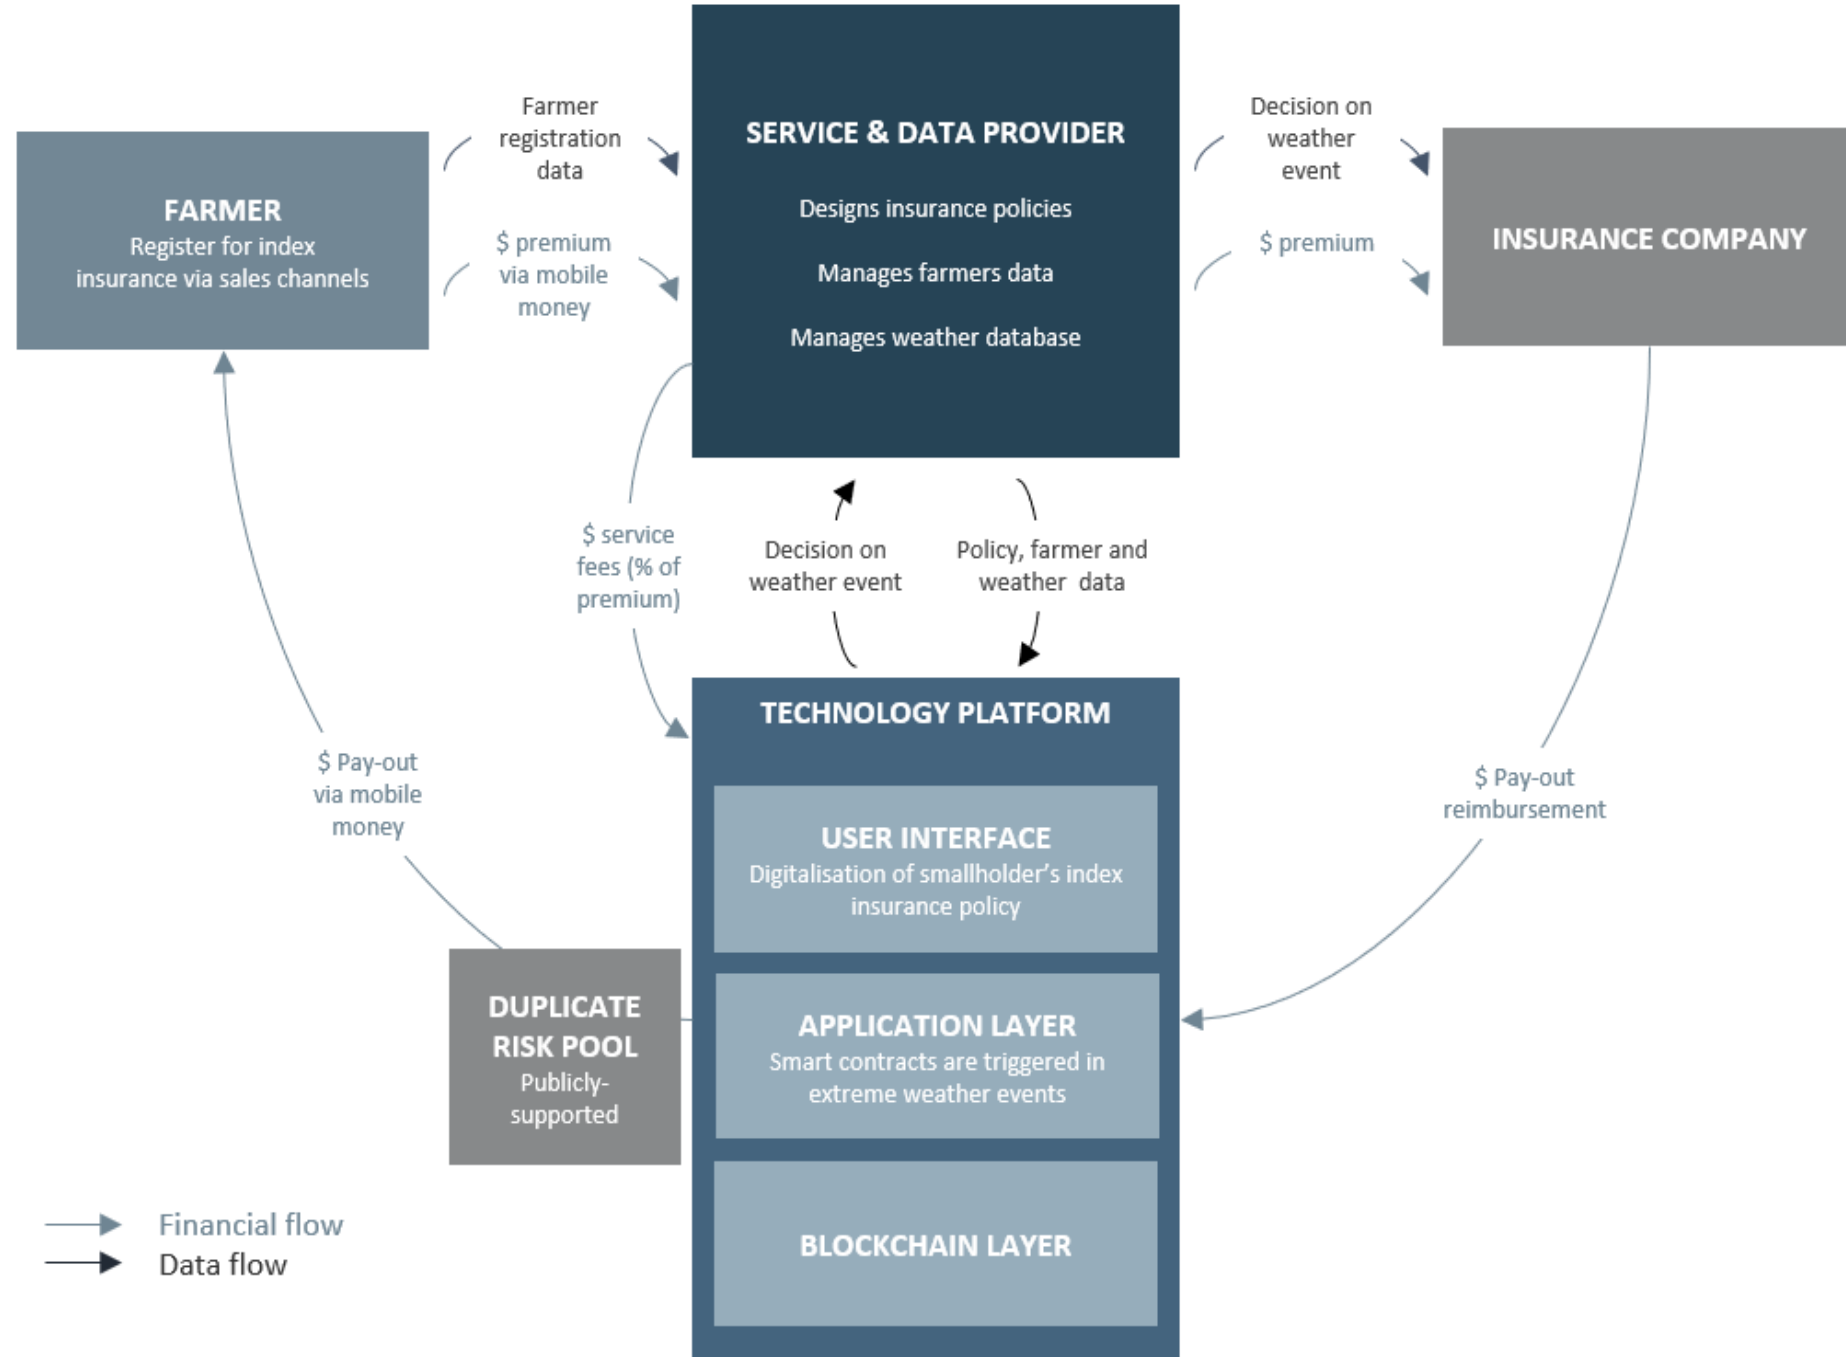 FARMER
Register for index
insurance via sales channels
Farmer
registration
data
$ premium
via mobile
money
SERVICE & DATA PROVIDER
Designs insurance policies
Manages farmers data
Manages weather database
Decision on
weather
event
$ premium
INSURANCE COMPANY
$ service
fees (% of
premium)
Decision on
weather event
Policy, farmer and
weather data
$ Pay-out
via mobile
money
$ Pay-out
reimbursement
TECHNOLOGY PLATFORM
USER INTERFACE
Digitalisation of smallholder’s index
insurance policy
DUPLICATE
RISK POOL
Publicly-
supported
APPLICATION LAYER
Smart contracts are triggered in
extreme weather events
BLOCKCHAIN LAYER
Financial flow
Data flow